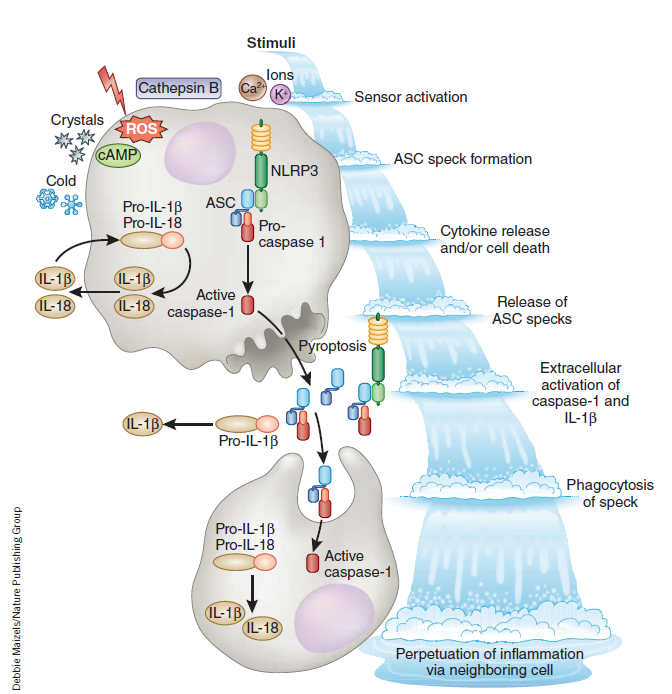 Stimuli
Cathepsin B
Ca2+
Ions
K+
Sensor activation
Crystals
ROS
cAMP
ASC speck formation
NLRP3
Cold
ASC
Pro-IL-1β
Pro-IL-18
Pro-
caspase 1
Cytokine release
and/or cell death
IL-1β
IL-1β
IL-18
IL-18
Active
caspase-1
Release of
ASC specks
Pyroptosis
Extracellular
activation of
caspase-1 and
IL-1β
IL-1β
Pro-IL-1β
Phagocytosis
of speck
Pro-IL-1β
Pro-IL-18
Active
caspase-1
IL-1β
IL-18
Perpetuation of inflammation
via neighboring cell
Debbie Maizels/Nature Publishing Group